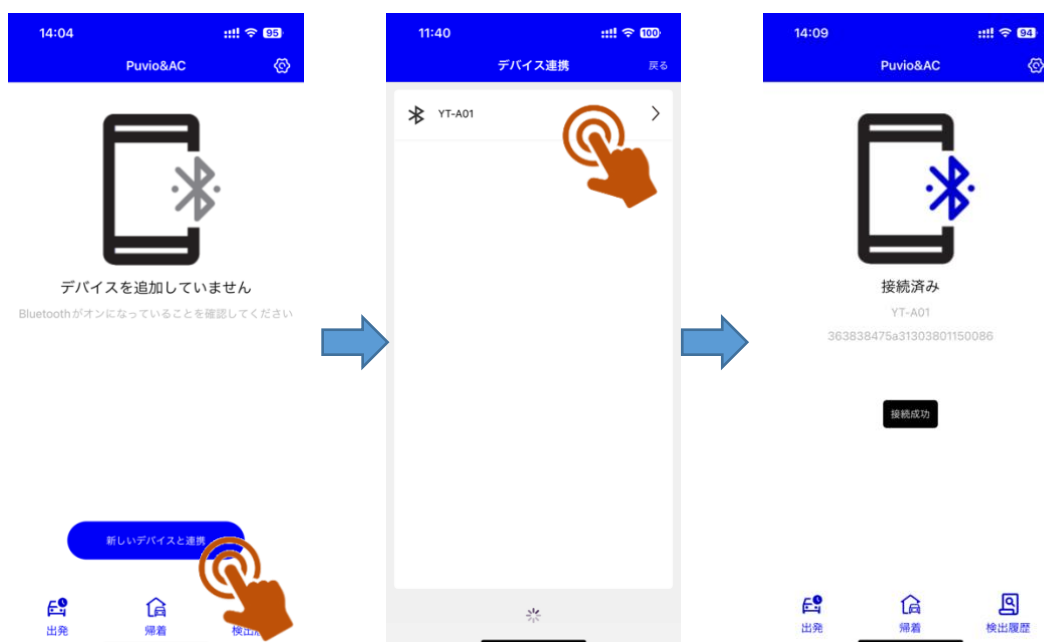 14:04
95
Puvio&AC
デバイスを追加していません
Bluetoothがオンになっていることを確認してください
新しいデバイスと連携
出発
帰着
11:40
100
デバイス連携
戻る
YT-A01
14:09
94
Puvio&AC
接続済み
YT-A01
363838475a31303801150086
接続成功
出発
帰着
検出履歴